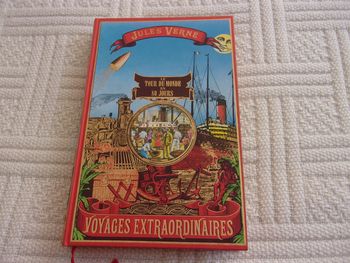 JULES VERNE
LE
TOUR DU MONDE
EN
80 JOURS
VOYAGES EXTRAORDINAIRES